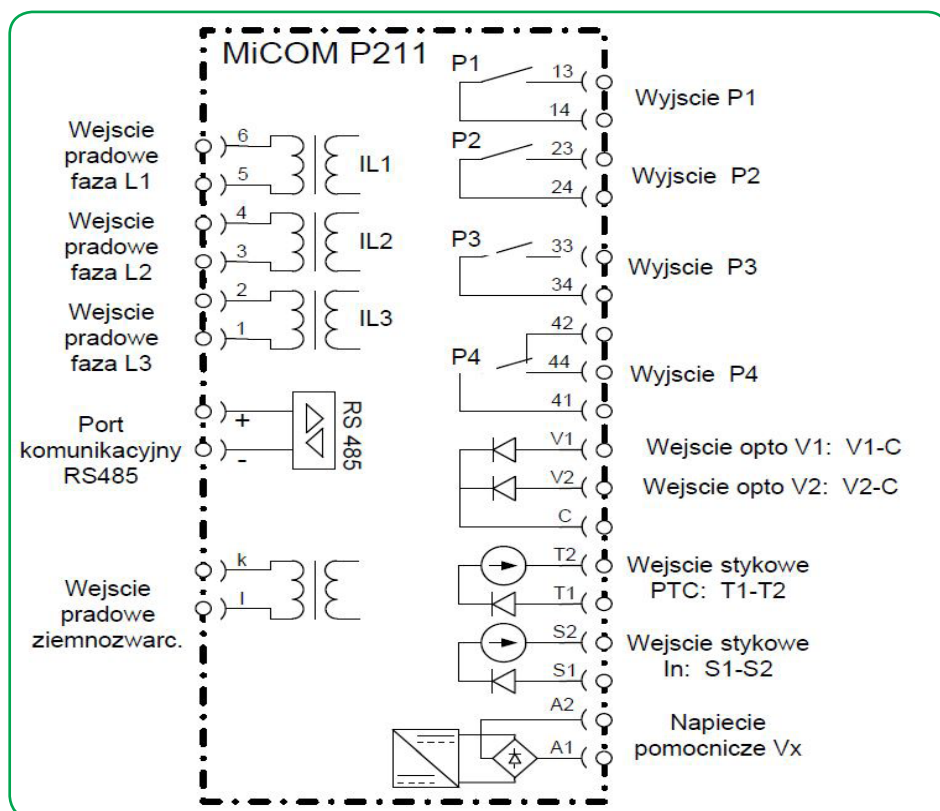 MiCOM P211
Wejscie
pradowe
faza L1
6
5
IL1
Wejscie
pradowe
faza L2
4
3
IL2
Wejscie
pradowe
faza L3
2
1
IL3
Port
komunikacyjny
RS485
+
-
RS 485
Wejscie
pradowe
ziemnozwarc.
k
l
P1
13
14
Wyjscie P1
P2
23
24
Wyjscie P2
P3
33
34
Wyjscie P3
P4
42
44
41
Wyjscie P4
V1
Wejscie opto V1: V1-C
V2
Wejscie opto V2: V2-C
C
T2
T1
Wejscie stykowe
PTC: T1-T2
S2
S1
Wejscie stykowe
In: S1-S2
A2
A1
Napiecie
pomocnicze Vx